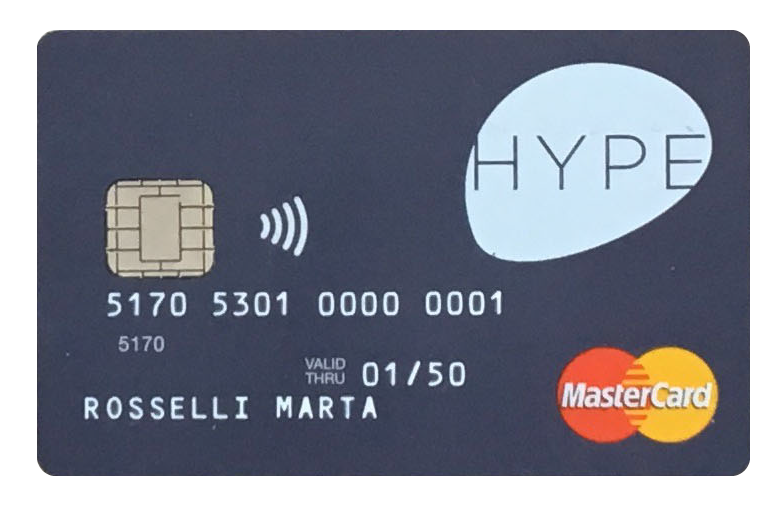 HYPE
5170 5301 0000 0001
5170
VALID THRU 01/50
ROSSELLI MARTA
MasterCard